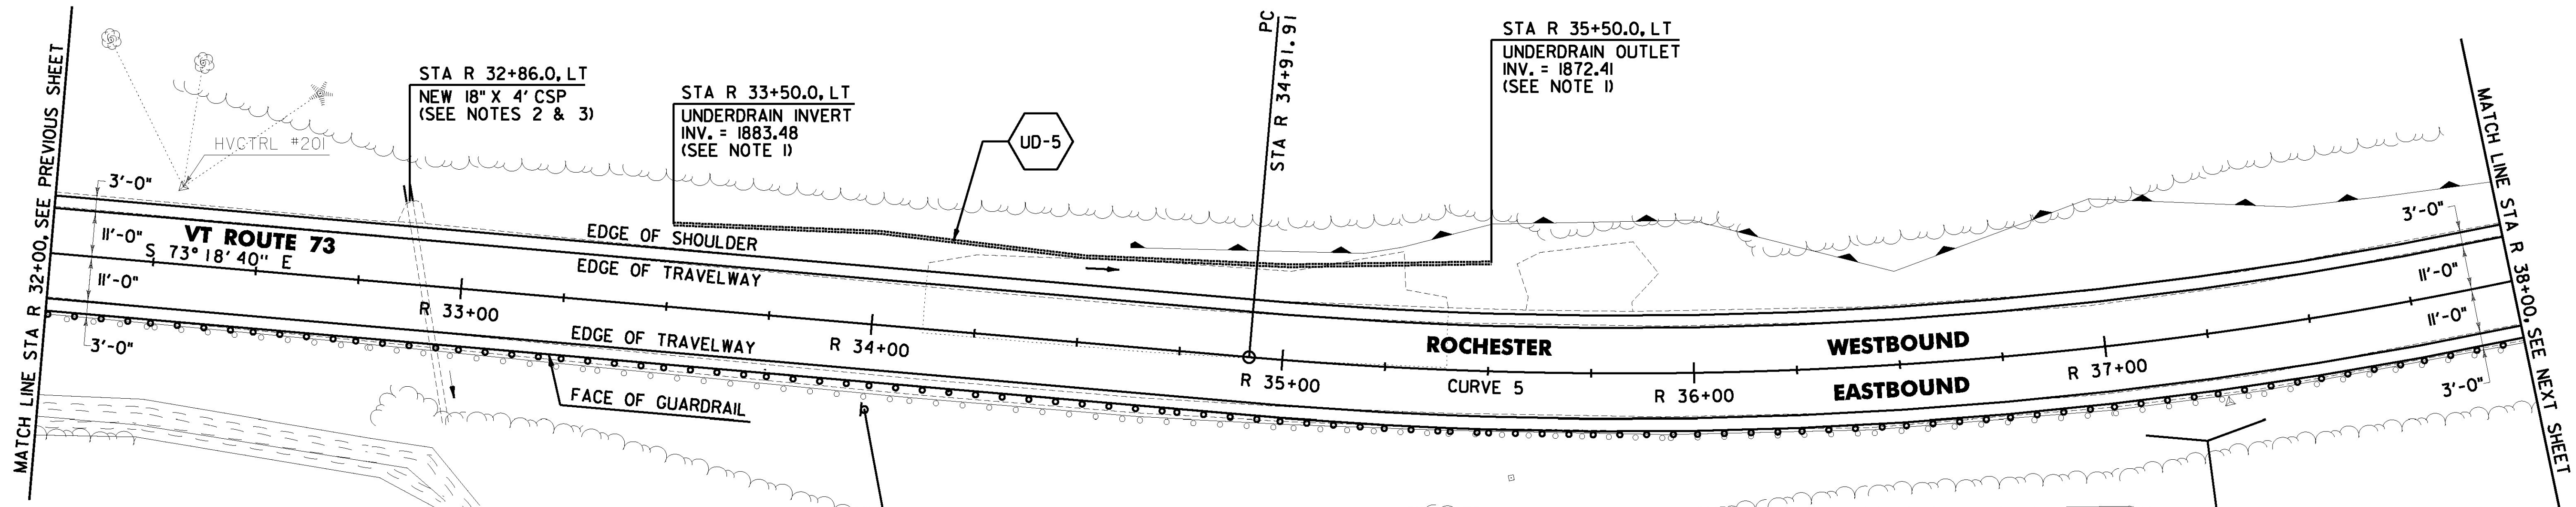 MATCH LINE STA R 32+00, SEE PREVIOUS SHEET
HVCTRL #201
STA R 32+86.0, LT
NEW 18" X 4' CSP
(SEE NOTES 2 & 3)
STA R 33+50.0, LT
UNDERDRAIN INVERT
INV. = 1883.48
(SEE NOTE 1)
UD-5
PC
STA R 34+91.91
STA R 35+50.0, LT
UNDERDRAIN OUTLET
INV. = 1872.41
(SEE NOTE 1)
MATCH LINE STA R 38+00, SEE NEXT SHEET
3'-0"
11'-0"
11'-0"
3'-0"
VT ROUTE 73
S 73° 18' 40" E
EDGE OF SHOULDER
EDGE OF TRAVELWAY
R 33+00
EDGE OF TRAVELWAY
R 34+00
FACE OF GUARDRAIL
R 35+00
ROCHESTER
CURVE 5
R 36+00
WESTBOUND
EASTBOUND
R 37+00
3'-0"
11'-0"
11'-0"
3'-0"